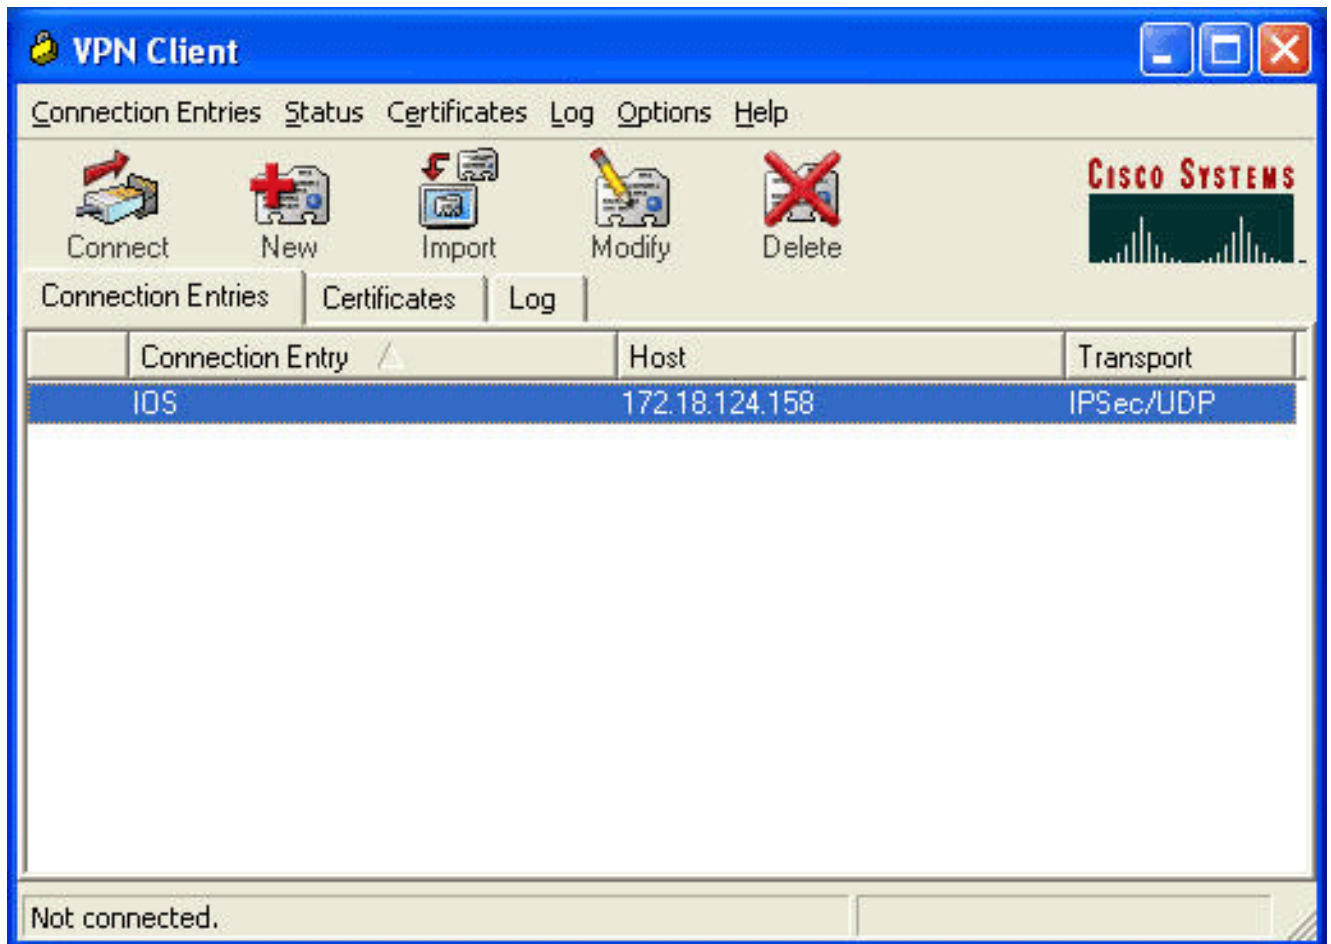 VPN Client
Connection Entries Status Certificates Log Options Help
Connect New Import Modify Delete
CISCO SYSTEMS
Connection Entries Certificates Log
Connection Entry Host Transport
IOS 172.18.124.158 IPSec/UDP
Not connected.